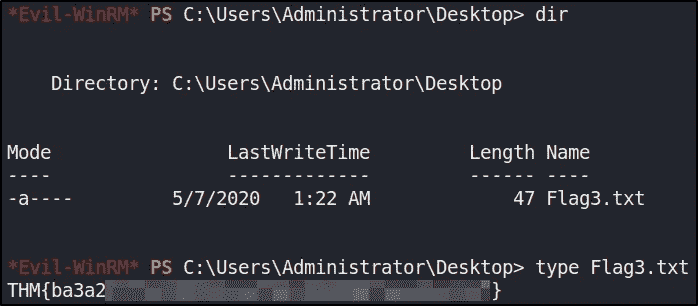 *Evil-WinRM* PS C:\Users\Administrator\Desktop> dir
Directory: C:\Users\Administrator\Desktop
Mode LastWriteTime Length Name
---- ------------- ------ ----
-a---- 5/7/2020 1:22 AM 47 Flag3.txt
*Evil-WinRM* PS C:\Users\Administrator\Desktop> type Flag3.txt
THM{ba3a2 }